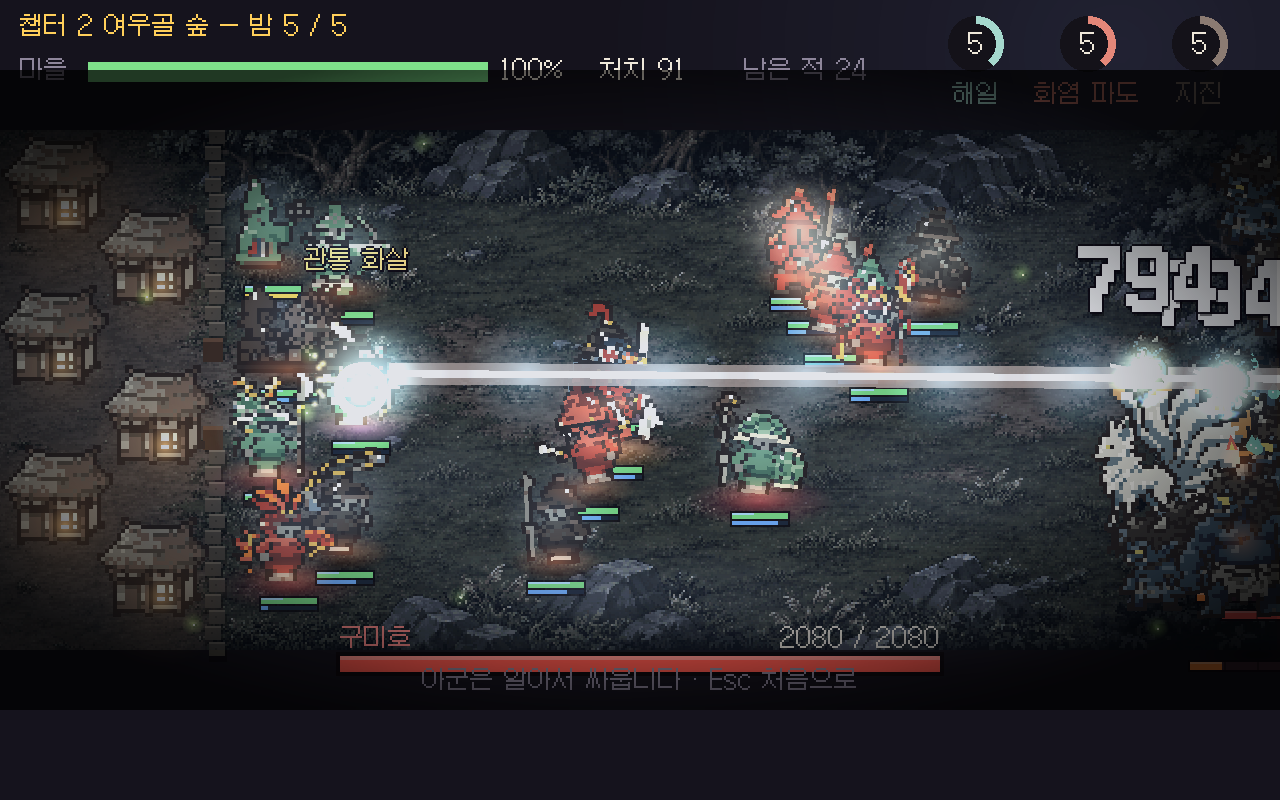 챕터 2 여우골 숲 – 밤 5 / 5
마을 100% 처치 91 남은 적 24
5 5 5
해일 화염 파도 지진
관통 화살
구미호 2080 / 2080
아군은 알아서 싸웁니다 · Esc 처음으로